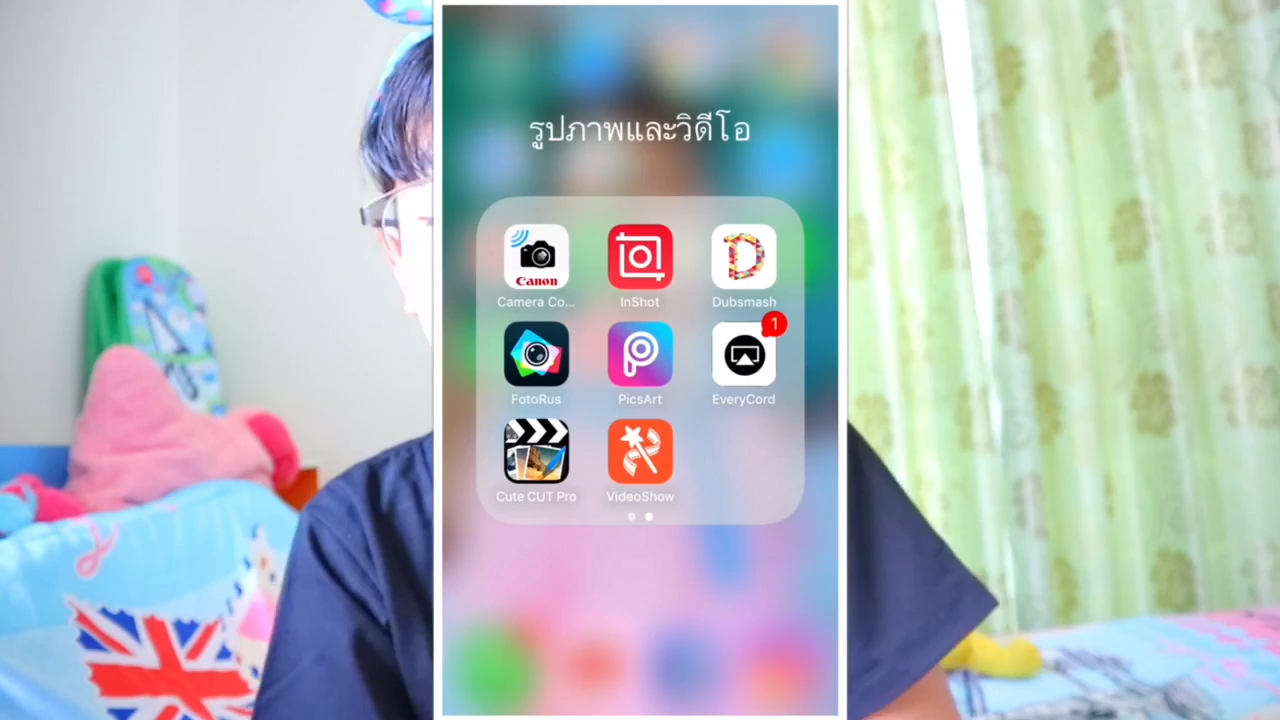 รูปภาพและวิดีโอ
Canon
Camera Co... InShot Dubsmash
1
FotoRus PicsArt EveryCord
Cute CUT Pro VideoShow